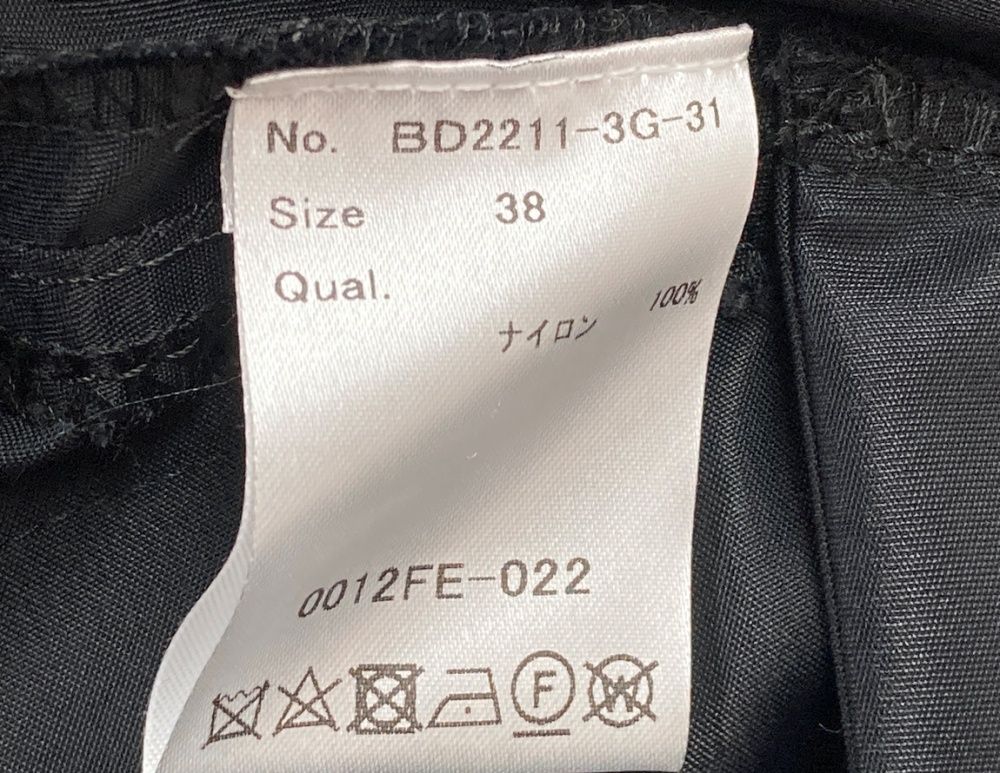 No. BD2211-3G-31
Size 38
Qual.
ナイロン 100%
0012FE-022
F W